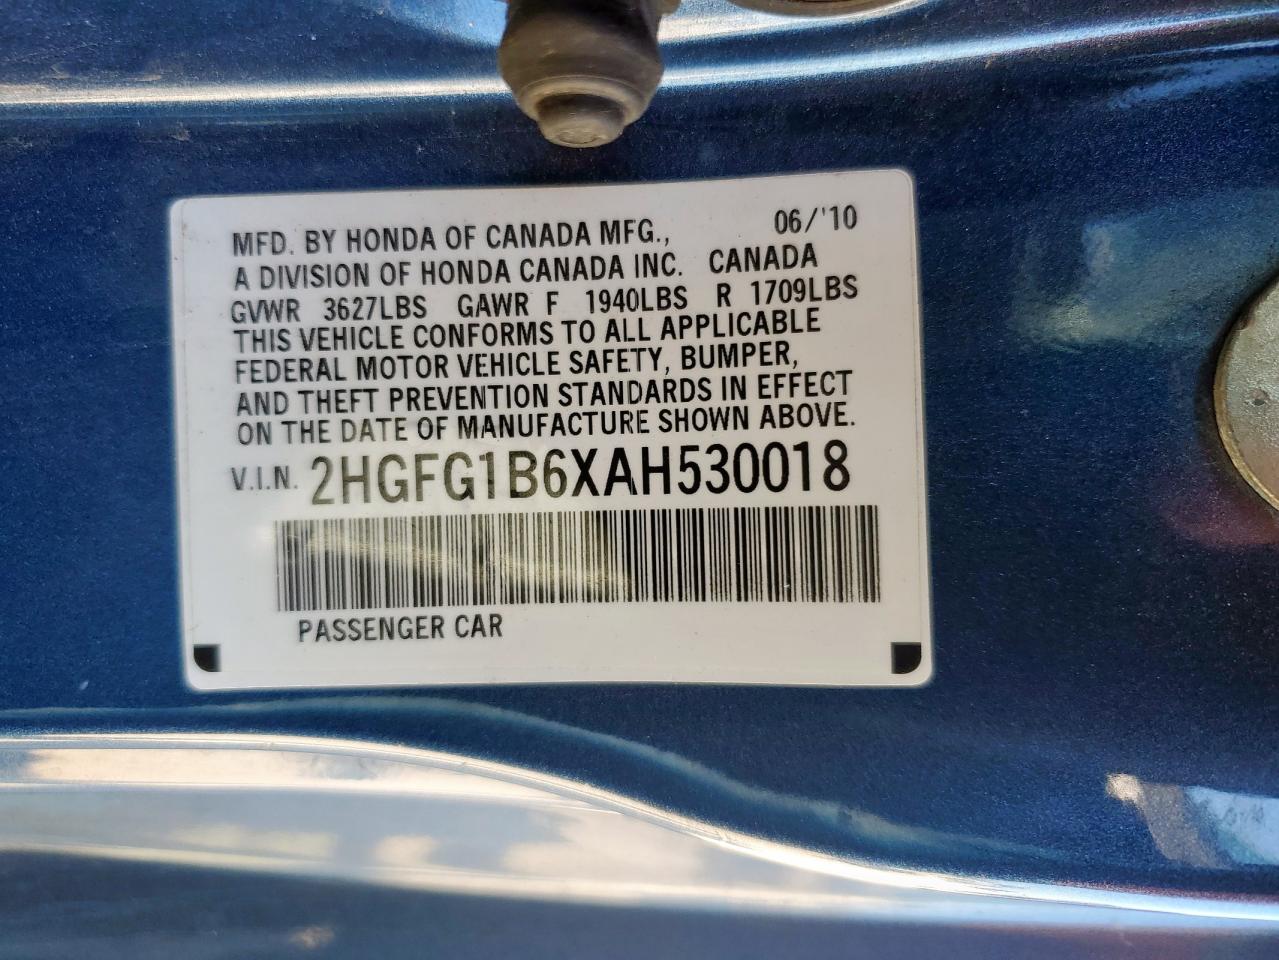 MFD. BY HONDA OF CANADA MFG., 06/'10
A DIVISION OF HONDA CANADA INC. CANADA
GVWR 3627LBS GAWR F 1940LBS R 1709LBS
THIS VEHICLE CONFORMS TO ALL APPLICABLE
FEDERAL MOTOR VEHICLE SAFETY, BUMPER,
AND THEFT PREVENTION STANDARDS IN EFFECT
ON THE DATE OF MANUFACTURE SHOWN ABOVE.
V.I.N. 2HGFG1B6XAH530018
PASSENGER CAR